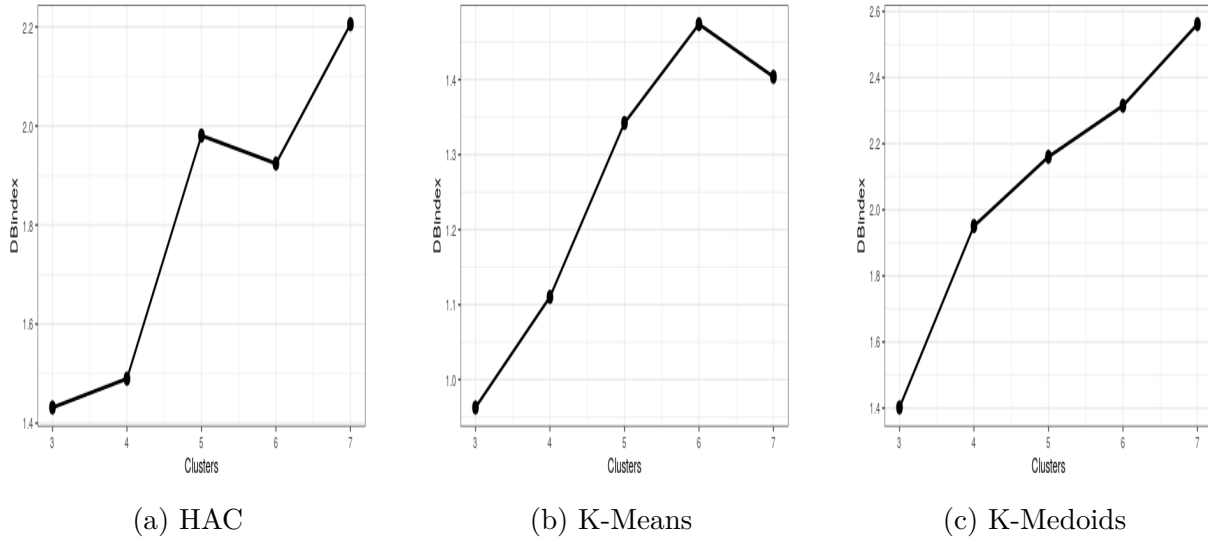 2.2
2.0
1.8
1.6
1.4
DBIndex
3 4 5 6 7
Clusters
(a) HAC
1.4
1.3
1.2
1.1
1.0
DBIndex
3 4 5 6 7
Clusters
(b) K-Means
2.6
2.4
2.2
2.0
1.8
1.6
1.4
DBIndex
3 4 5 6 7
Clusters
(c) K-Medoids